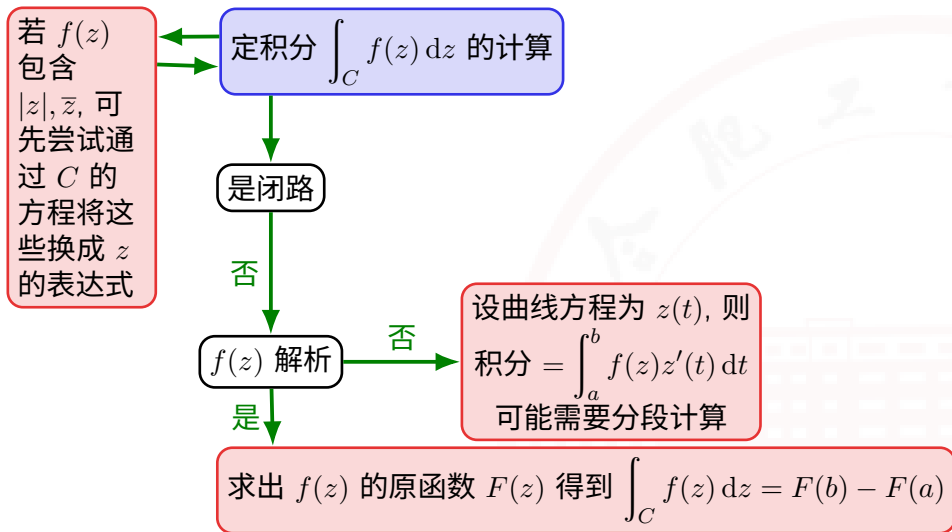 若 f(z)
包含
|z|, z̅, 可
先尝试通
过 C 的
方程将这
些换成 z
的表达式
定积分 ∫_C f(z) dz 的计算
是闭路
否
f(z) 解析
否
设曲线方程为 z(t), 则
积分 = ∫_a^b f(z)z′(t) dt
可能需要分段计算
是
求出 f(z) 的原函数 F(z) 得到 ∫_C f(z) dz = F(b) − F(a)